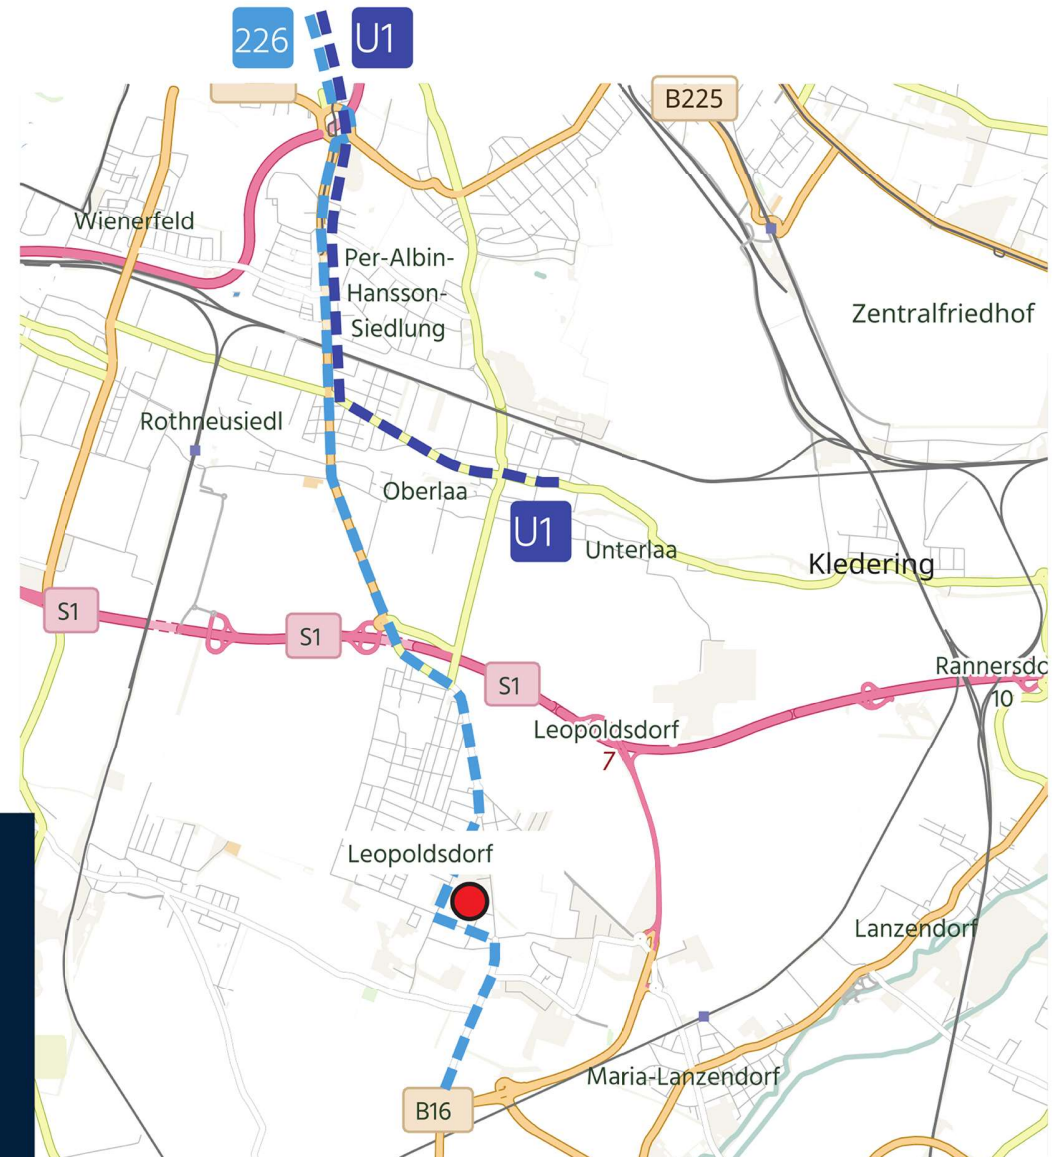 226
U1
B225
Wienerfeld
Per-Albin-
Hansson-
Siedlung
Zentralfriedhof
Rothneusiedl
Oberlaa
U1
Unterlaa
Kledering
S1
S1
S1
Rannersdo
10
Leopoldsdorf
7
Leopoldsdorf
Lanzendorf
Maria-Lanzendorf
B16